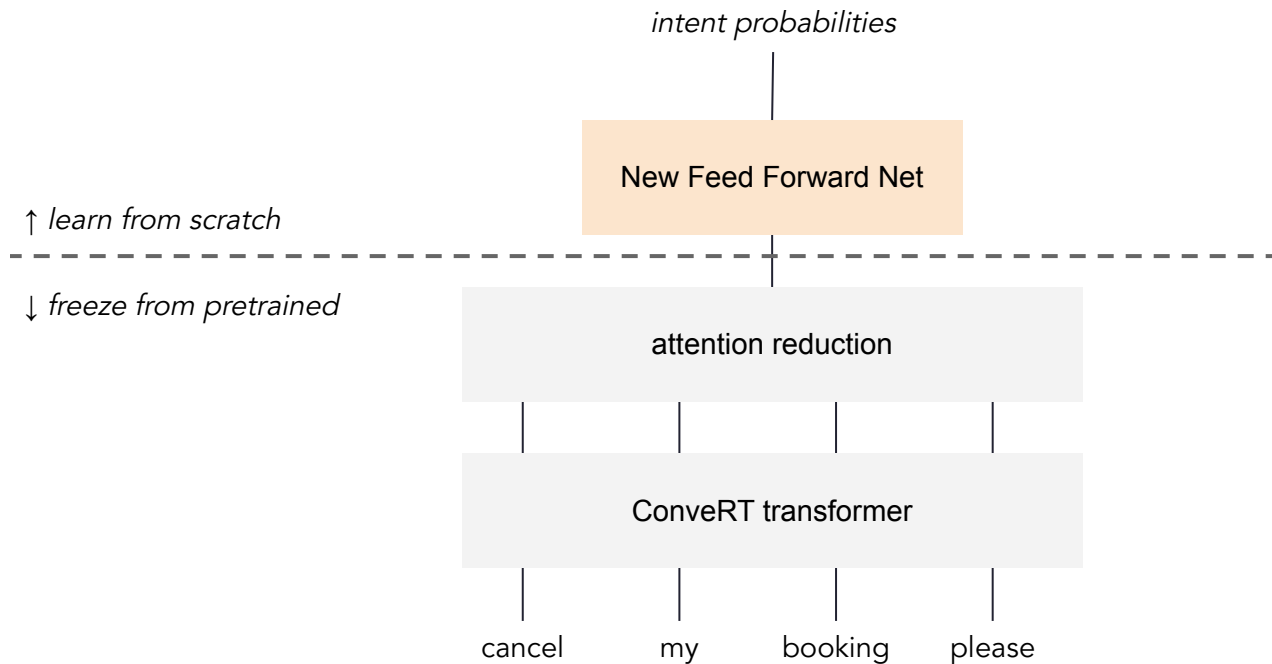 intent probabilities
New Feed Forward Net
↑ learn from scratch
↓ freeze from pretrained
attention reduction
ConveRT transformer
cancel my booking please